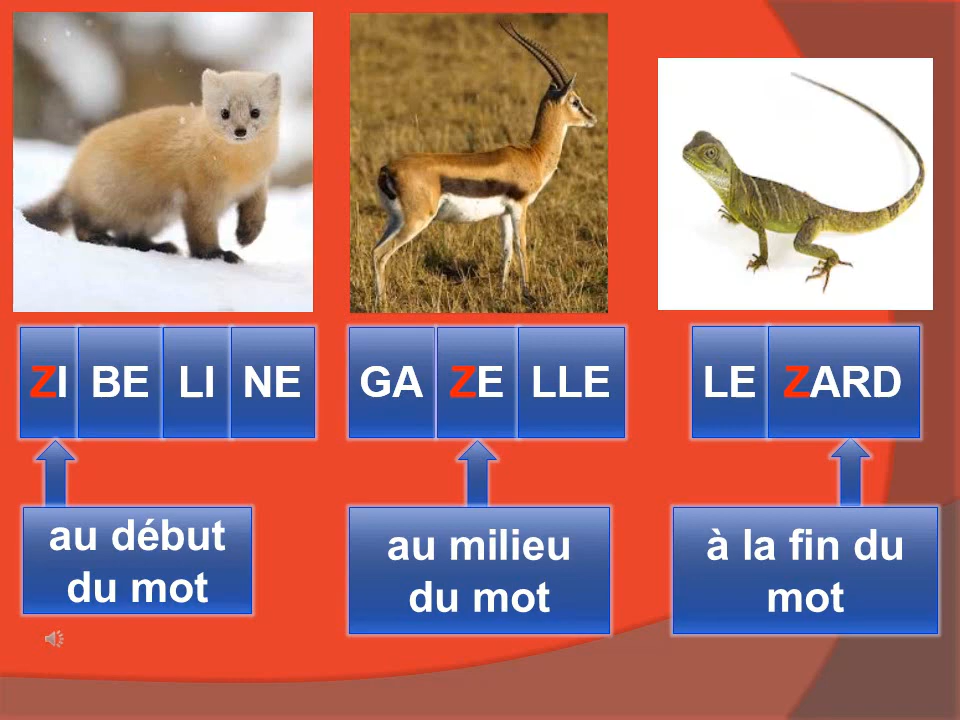 ZI BE LI NE
GA ZE LLE
LE ZARD
au début
du mot
au milieu
du mot
à la fin du
mot